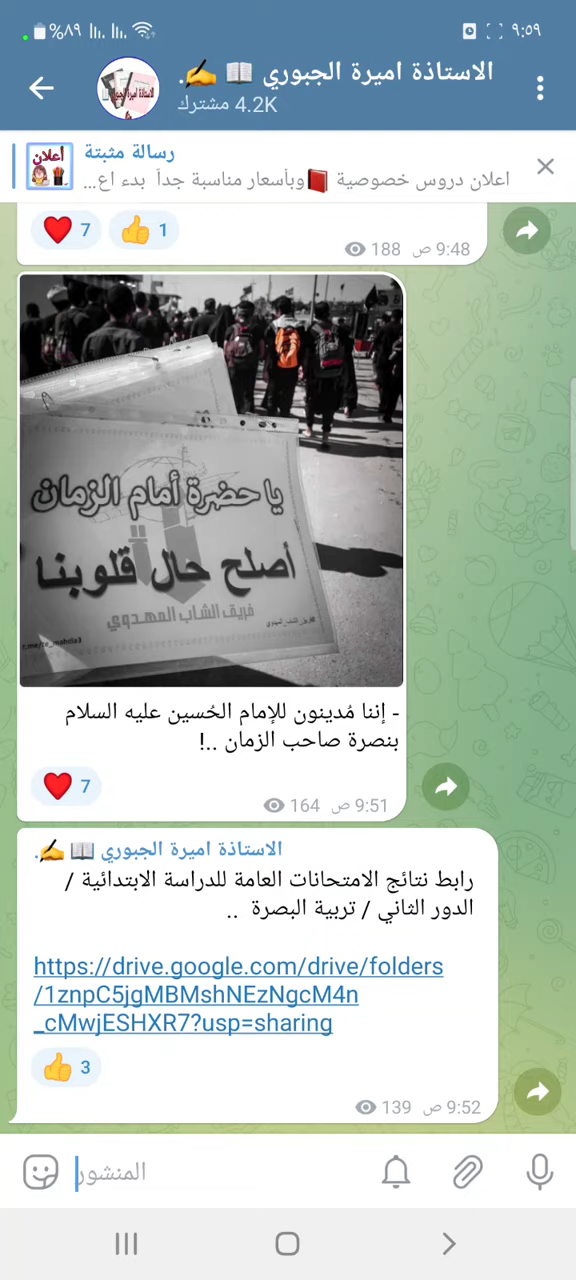 ٩:٥٩
%٨٩
الاستاذة اميرة الجبوري 📖 ✍️.
4.2K مشترك
أعلان
رسالة مثبتة
اعلان دروس خصوصية 📕وبأسعار مناسبة جداً بدء اع...
❤️ 7 👍 1
188 9:48 ص
يا حضرة أمام الزمان
أصلح حال قلوبنا
فريق الشاب المهدوي
- إننا مُدينون للإمام الحُسين عليه السلام
بنصرة صاحب الزمان ..!
❤️ 7
164 9:51 ص
الاستاذة اميرة الجبوري 📖 ✍️.
رابط نتائج الامتحانات العامة للدراسة الابتدائية /
الدور الثاني / تربية البصرة ..
https://drive.google.com/drive/folders
/1znpC5jgMBMshNEzNgcM4n
_cMwjESHXR7?usp=sharing
👍 3
139 9:52 ص
المنشور